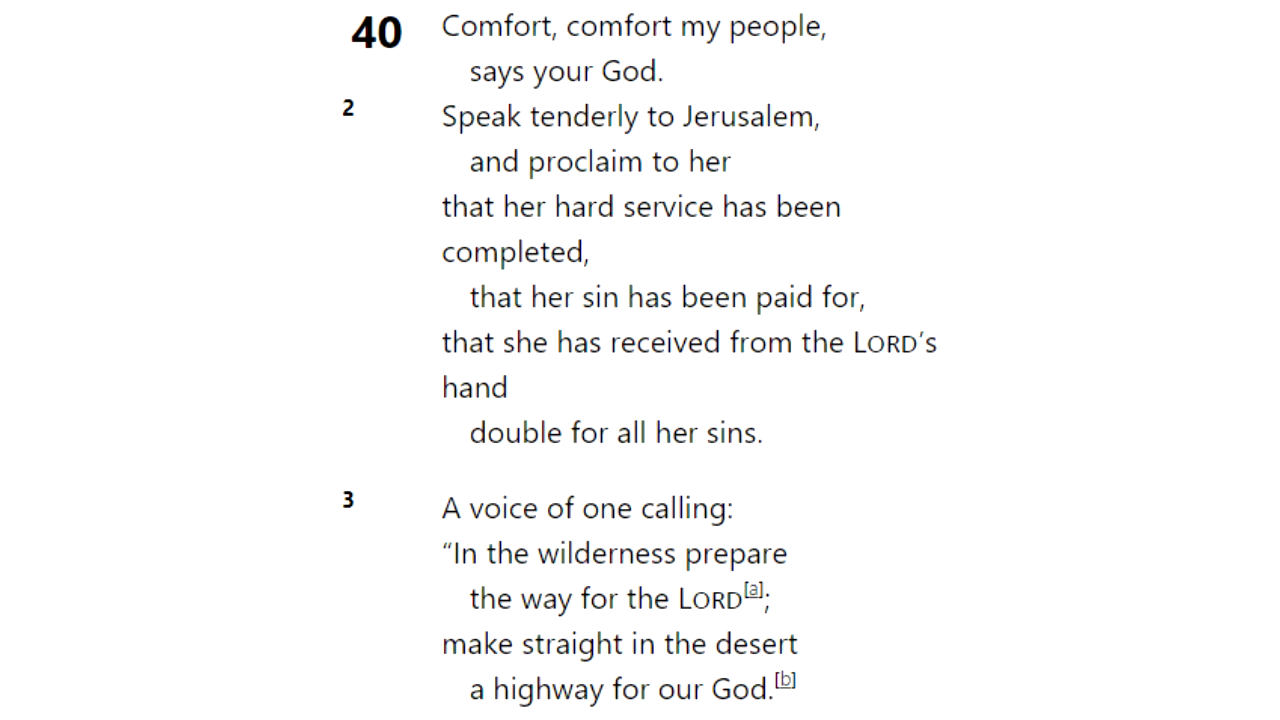 40 Comfort, comfort my people,
says your God.
2 Speak tenderly to Jerusalem,
and proclaim to her
that her hard service has been
completed,
that her sin has been paid for,
that she has received from the LORD’s
hand
double for all her sins.
3 A voice of one calling:
“In the wilderness prepare
the way for the LORD[a];
make straight in the desert
a highway for our God.[b]